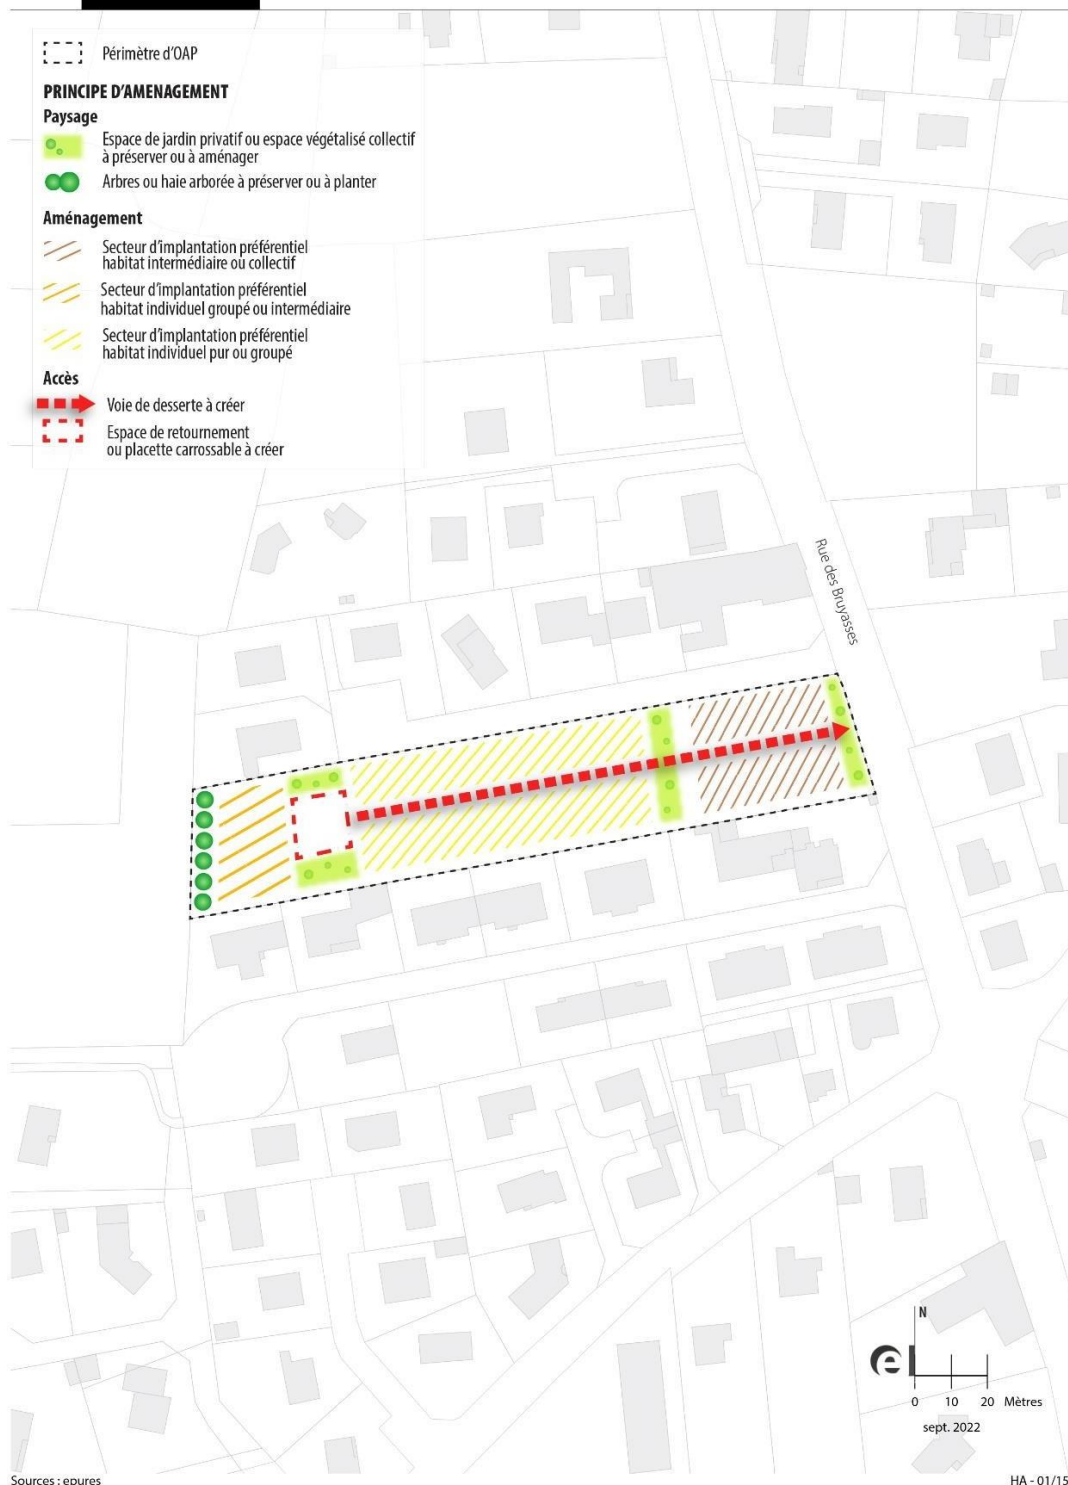 Périmètre d'OAP
PRINCIPE D'AMENAGEMENT
Paysage
Espace de jardin privatif ou espace végétalisé collectif
à préserver ou à aménager
Arbres ou haie arborée à préserver ou à planter
Aménagement
Secteur d'implantation préférentiel
habitat intermédiaire ou collectif
Secteur d'implantation préférentiel
habitat individuel groupé ou intermédiaire
Secteur d'implantation préférentiel
habitat individuel pur ou groupé
Accès
Voie de desserte à créer
Espace de retournement
ou placette carrossable à créer
Rue des Bruyasses
N
e
0 10 20 Mètres
sept. 2022
Sources : epures
HA - 01/15